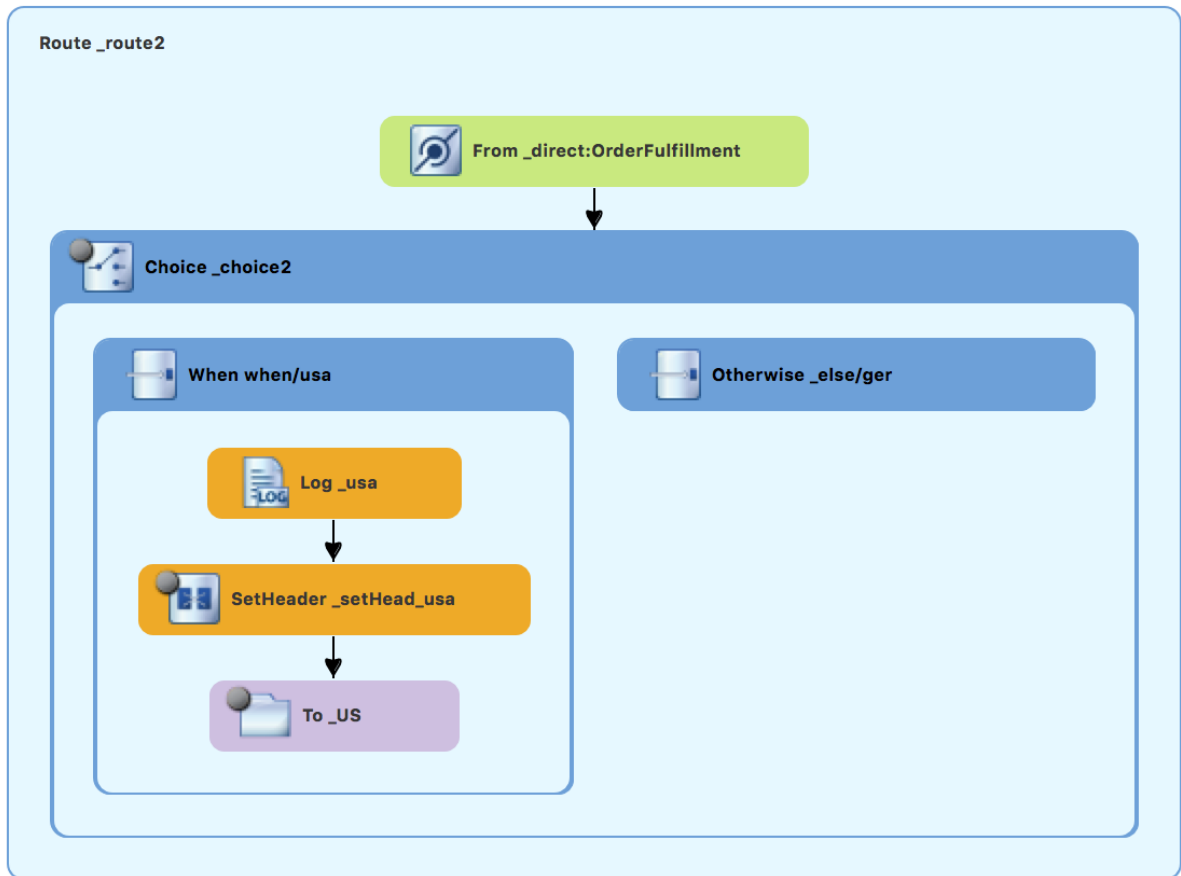 Route _route2
From _direct:OrderFulfillment
Choice _choice2
When when/usa
Otherwise _else/ger
Log _usa
LOG
SetHeader _setHead_usa
To _US